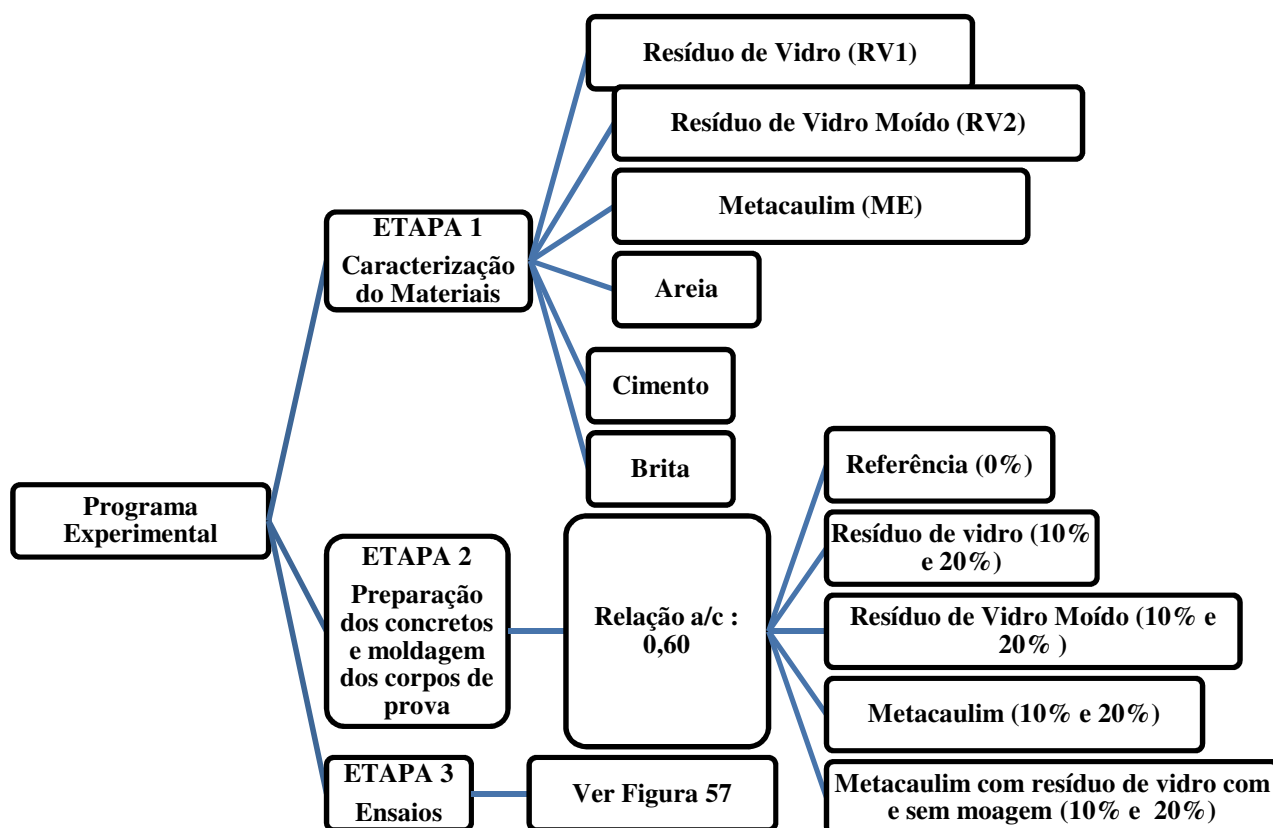 Programa
Experimental
ETAPA 1
Caracterização
do Materiais
Resíduo de Vidro (RV1)
Resíduo de Vidro Moído (RV2)
Metacaulim (ME)
Areia
Cimento
Brita
ETAPA 2
Preparação
dos concretos
e moldagem
dos corpos de
prova
Relação a/c :
0,60
Referência (0%)
Resíduo de vidro (10%
e 20%)
Resíduo de Vidro Moído (10% e
20% )
Metacaulim (10% e 20%)
Metacaulim com resíduo de vidro com
e sem moagem (10% e 20%)
ETAPA 3
Ensaios
Ver Figura 57